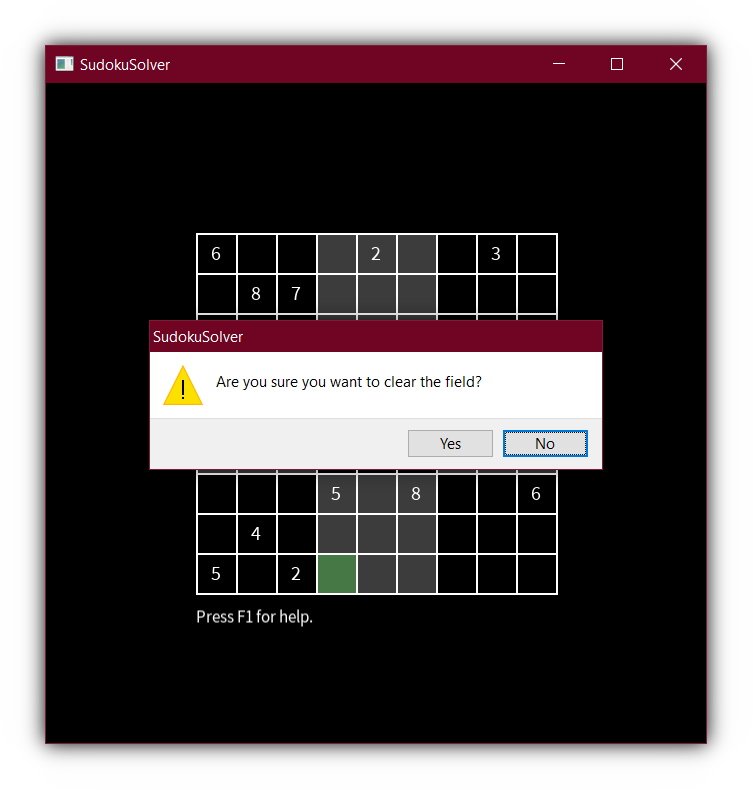 SudokuSolver
6 2 3
8 7
SudokuSolver
Are you sure you want to clear the field?
Yes No
5 8 6
4
5 2
Press F1 for help.